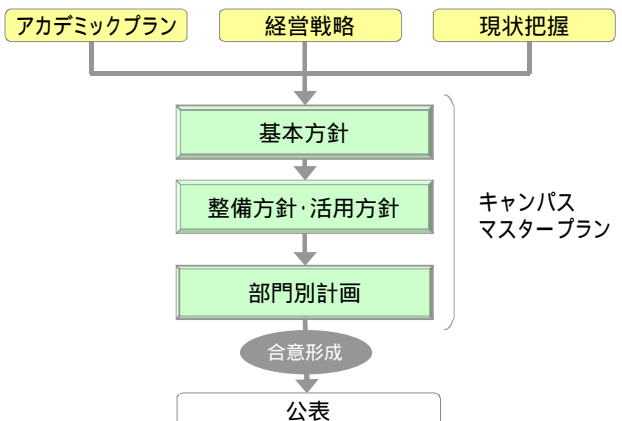 アカデミックプラン
経営戦略
現状把握
基本方針
整備方針・活用方針
キャンパス
マスタープラン
部門別計画
合意形成
公表